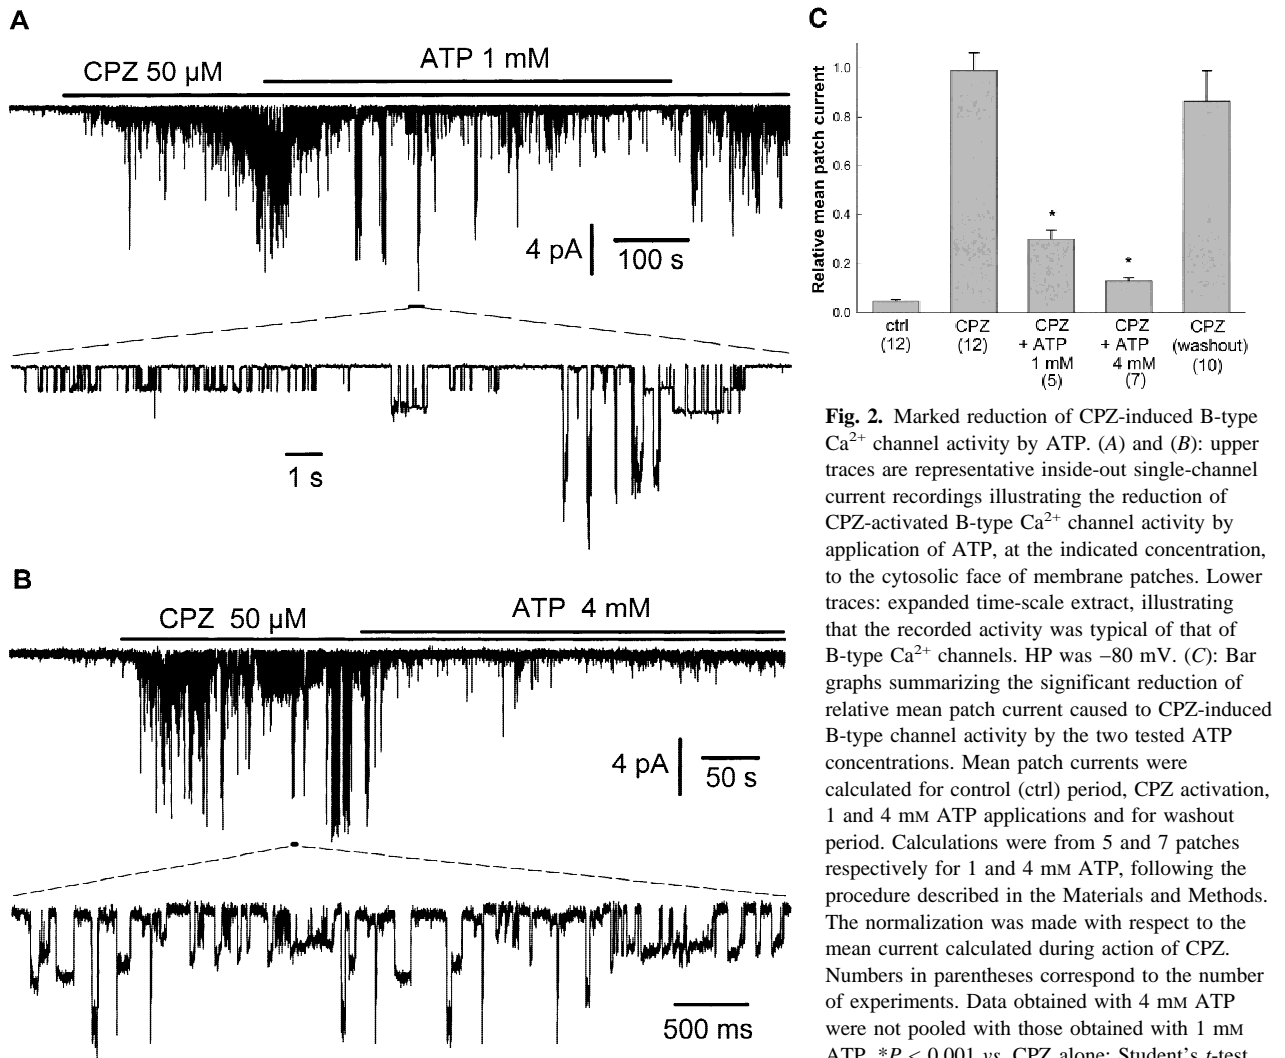 A
CPZ 50 µM
ATP 1 mM
4 pA
100 s
1 s
B
CPZ 50 µM
ATP 4 mM
4 pA
50 s
500 ms
C
Relative mean patch current
1.0
0.8
0.6
0.4
0.2
0.0
*
*
ctrl
(12)
CPZ
(12)
CPZ
+ ATP
1 mM
(5)
CPZ
+ ATP
4 mM
(7)
CPZ
(washout)
(10)
Fig. 2. Marked reduction of CPZ-induced B-type
Ca2+ channel activity by ATP. (A) and (B): upper
traces are representative inside-out single-channel
current recordings illustrating the reduction of
CPZ-activated B-type Ca2+ channel activity by
application of ATP, at the indicated concentration,
to the cytosolic face of membrane patches. Lower
traces: expanded time-scale extract, illustrating
that the recorded activity was typical of that of
B-type Ca2+ channels. HP was −80 mV. (C): Bar
graphs summarizing the significant reduction of
relative mean patch current caused to CPZ-induced
B-type channel activity by the two tested ATP
concentrations. Mean patch currents were
calculated for control (ctrl) period, CPZ activation,
1 and 4 mM ATP applications and for washout
period. Calculations were from 5 and 7 patches
respectively for 1 and 4 mM ATP, following the
procedure described in the Materials and Methods.
The normalization was made with respect to the
mean current calculated during action of CPZ.
Numbers in parentheses correspond to the number
of experiments. Data obtained with 4 mM ATP
were not pooled with those obtained with 1 mM
ATP. *P < 0.001 vs. CPZ alone; Student's t-test